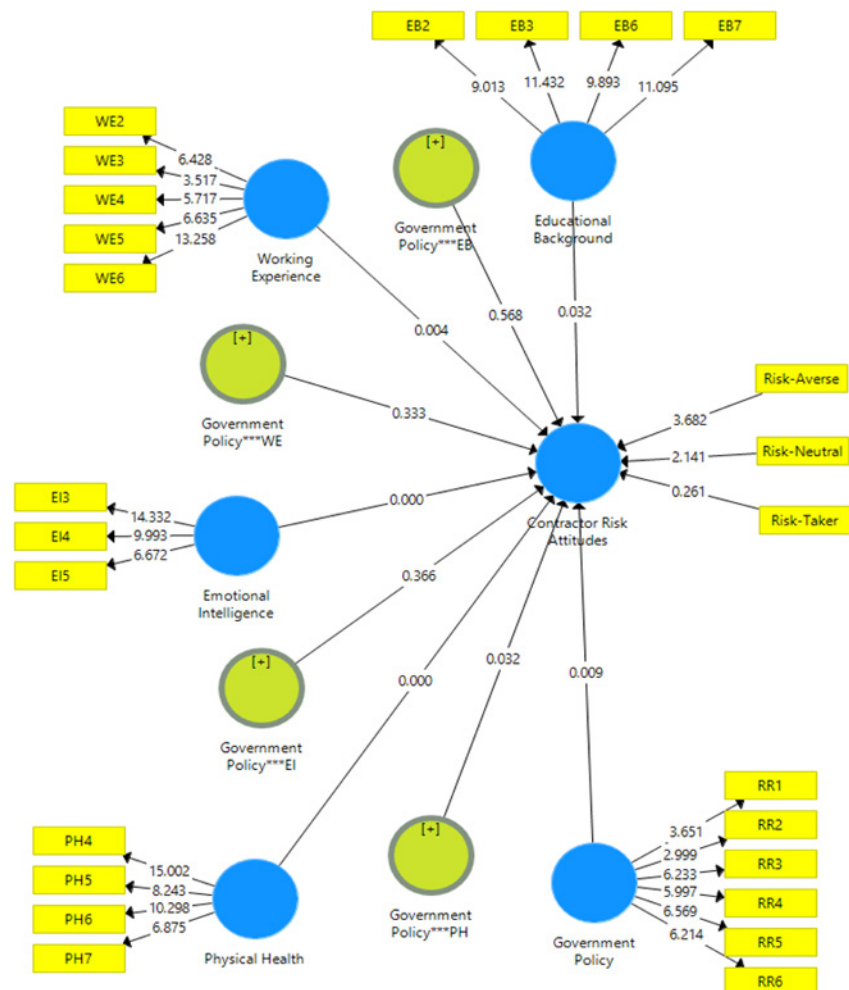 EB2
EB3
EB6
EB7
9.013
11.432
9.893
11.095
WE2
WE3
WE4
WE5
WE6
6.428
3.517
5.717
6.635
13.258
Working
Experience
[+]
Government
Policy***EB
Educational
Background
0.004
0.568
0.032
[+]
Government
Policy***WE
0.333
Risk-Averse
Risk-Neutral
Risk-Taker
3.682
2.141
0.261
Contractor Risk
Attitudes
EI3
EI4
EI5
14.332
9.993
6.672
Emotional
Intelligence
0.000
0.366
[+]
Government
Policy***EI
0.000
0.032
0.009
PH4
PH5
PH6
PH7
15.002
8.243
10.298
6.875
Physical Health
[+]
Government
Policy***PH
Government
Policy
3.651
2.999
6.233
5.997
6.569
6.214
RR1
RR2
RR3
RR4
RR5
RR6